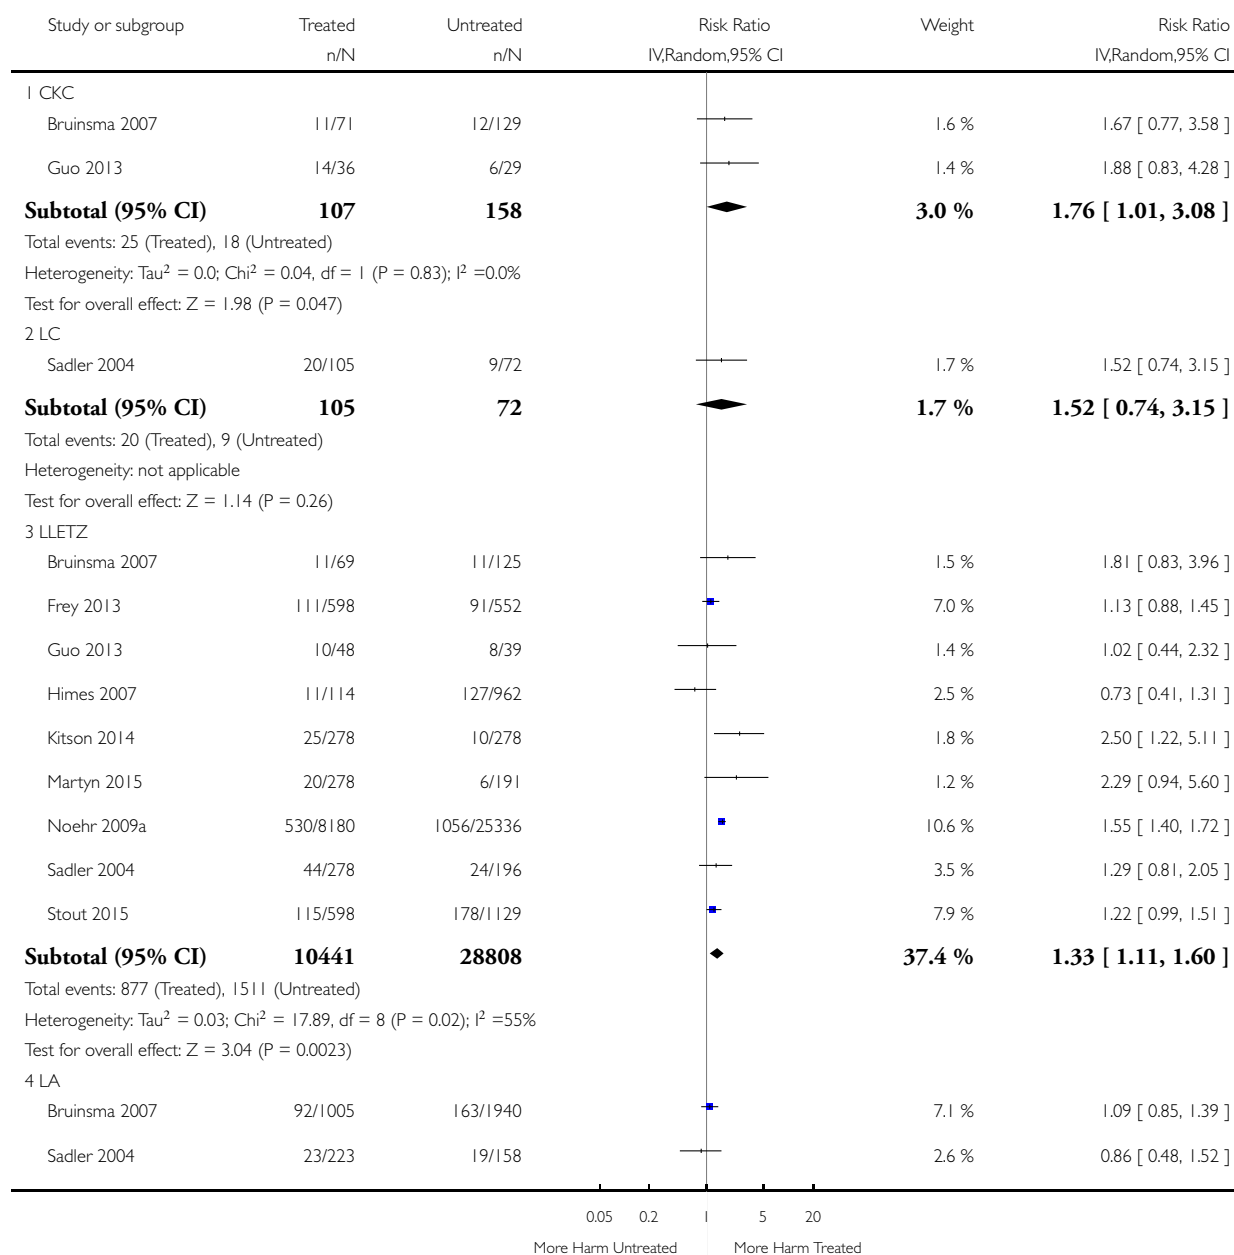 Study or subgroup Treated Untreated Risk Ratio Weight Risk Ratio
n/N n/N IV,Random,95% CI IV,Random,95% CI
1 CKC
Bruinsma 2007 11/71 12/129 1.6 % 1.67 [ 0.77, 3.58 ]
Guo 2013 14/36 6/29 1.4 % 1.88 [ 0.83, 4.28 ]
Subtotal (95% CI) 107 158 3.0 % 1.76 [ 1.01, 3.08 ]
Total events: 25 (Treated), 18 (Untreated)
Heterogeneity: Tau² = 0.0; Chi² = 0.04, df = 1 (P = 0.83); I² =0.0%
Test for overall effect: Z = 1.98 (P = 0.047)
2 LC
Sadler 2004 20/105 9/72 1.7 % 1.52 [ 0.74, 3.15 ]
Subtotal (95% CI) 105 72 1.7 % 1.52 [ 0.74, 3.15 ]
Total events: 20 (Treated), 9 (Untreated)
Heterogeneity: not applicable
Test for overall effect: Z = 1.14 (P = 0.26)
3 LLETZ
Bruinsma 2007 11/69 11/125 1.5 % 1.81 [ 0.83, 3.96 ]
Frey 2013 111/598 91/552 7.0 % 1.13 [ 0.88, 1.45 ]
Guo 2013 10/48 8/39 1.4 % 1.02 [ 0.44, 2.32 ]
Himes 2007 11/114 127/962 2.5 % 0.73 [ 0.41, 1.31 ]
Kitson 2014 25/278 10/278 1.8 % 2.50 [ 1.22, 5.11 ]
Martyn 2015 20/278 6/191 1.2 % 2.29 [ 0.94, 5.60 ]
Noehr 2009a 530/8180 1056/25336 10.6 % 1.55 [ 1.40, 1.72 ]
Sadler 2004 44/278 24/196 3.5 % 1.29 [ 0.81, 2.05 ]
Stout 2015 115/598 178/1129 7.9 % 1.22 [ 0.99, 1.51 ]
Subtotal (95% CI) 10441 28808 37.4 % 1.33 [ 1.11, 1.60 ]
Total events: 877 (Treated), 1511 (Untreated)
Heterogeneity: Tau² = 0.03; Chi² = 17.89, df = 8 (P = 0.02); I² =55%
Test for overall effect: Z = 3.04 (P = 0.0023)
4 LA
Bruinsma 2007 92/1005 163/1940 7.1 % 1.09 [ 0.85, 1.39 ]
Sadler 2004 23/223 19/158 2.6 % 0.86 [ 0.48, 1.52 ]
0.05 0.2 1 5 20
More Harm Untreated More Harm Treated